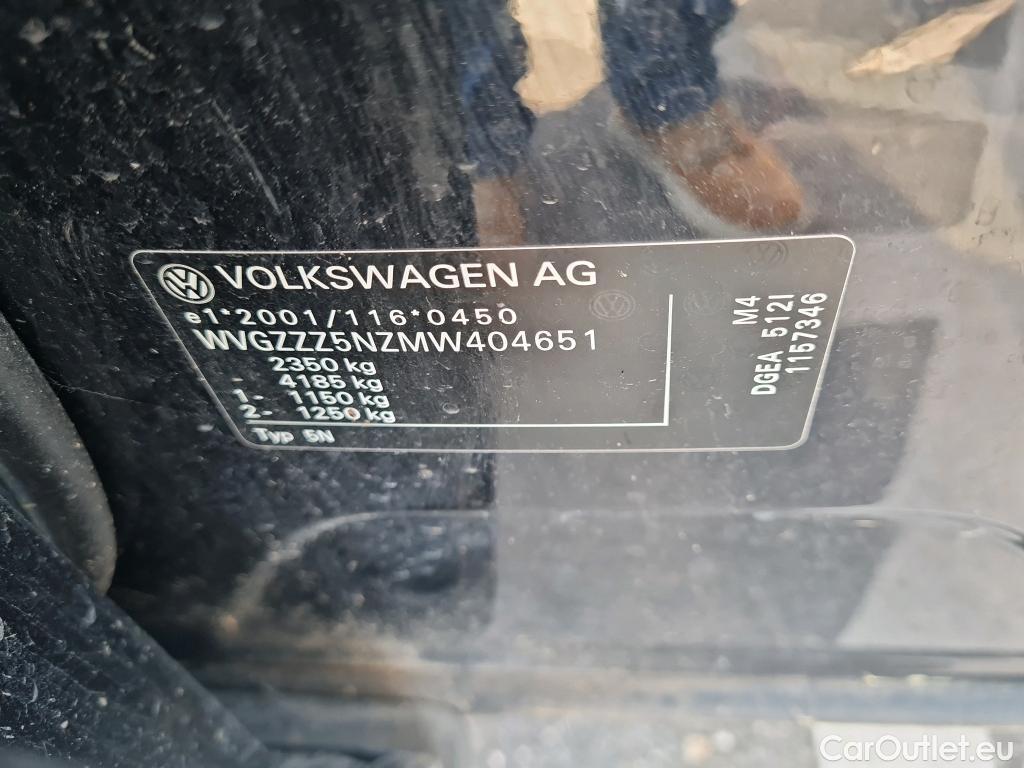 VOLKSWAGEN AG
e1*2001/116*0450
WVGZZZ5NZMW404651
2350 kg
- 4185 kg
1- 1150 kg
2- 1250 kg
Typ 5N
M4
DGEA 512I
1157346
CarOutlet.eu